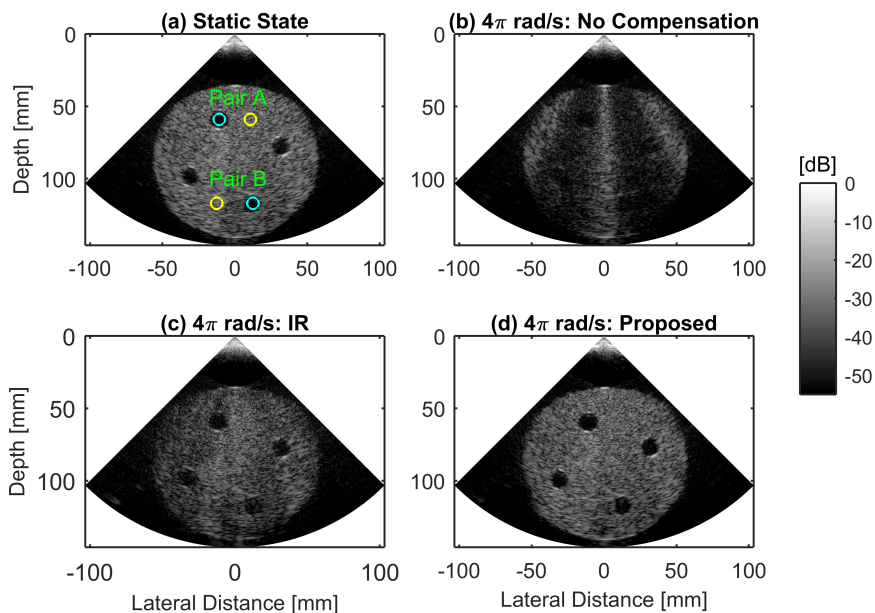 (a) Static State
(b) 4π rad/s: No Compensation
0
50
100
Depth [mm]
Pair A
Pair B
-100 -50 0 50 100
0
50
100
-100 -50 0 50 100
[dB]
0
-10
-20
-30
-40
-50
(c) 4π rad/s: IR
(d) 4π rad/s: Proposed
0
50
100
Depth [mm]
-100 -50 0 50 100
Lateral Distance [mm]
0
50
100
-100 -50 0 50 100
Lateral Distance [mm]